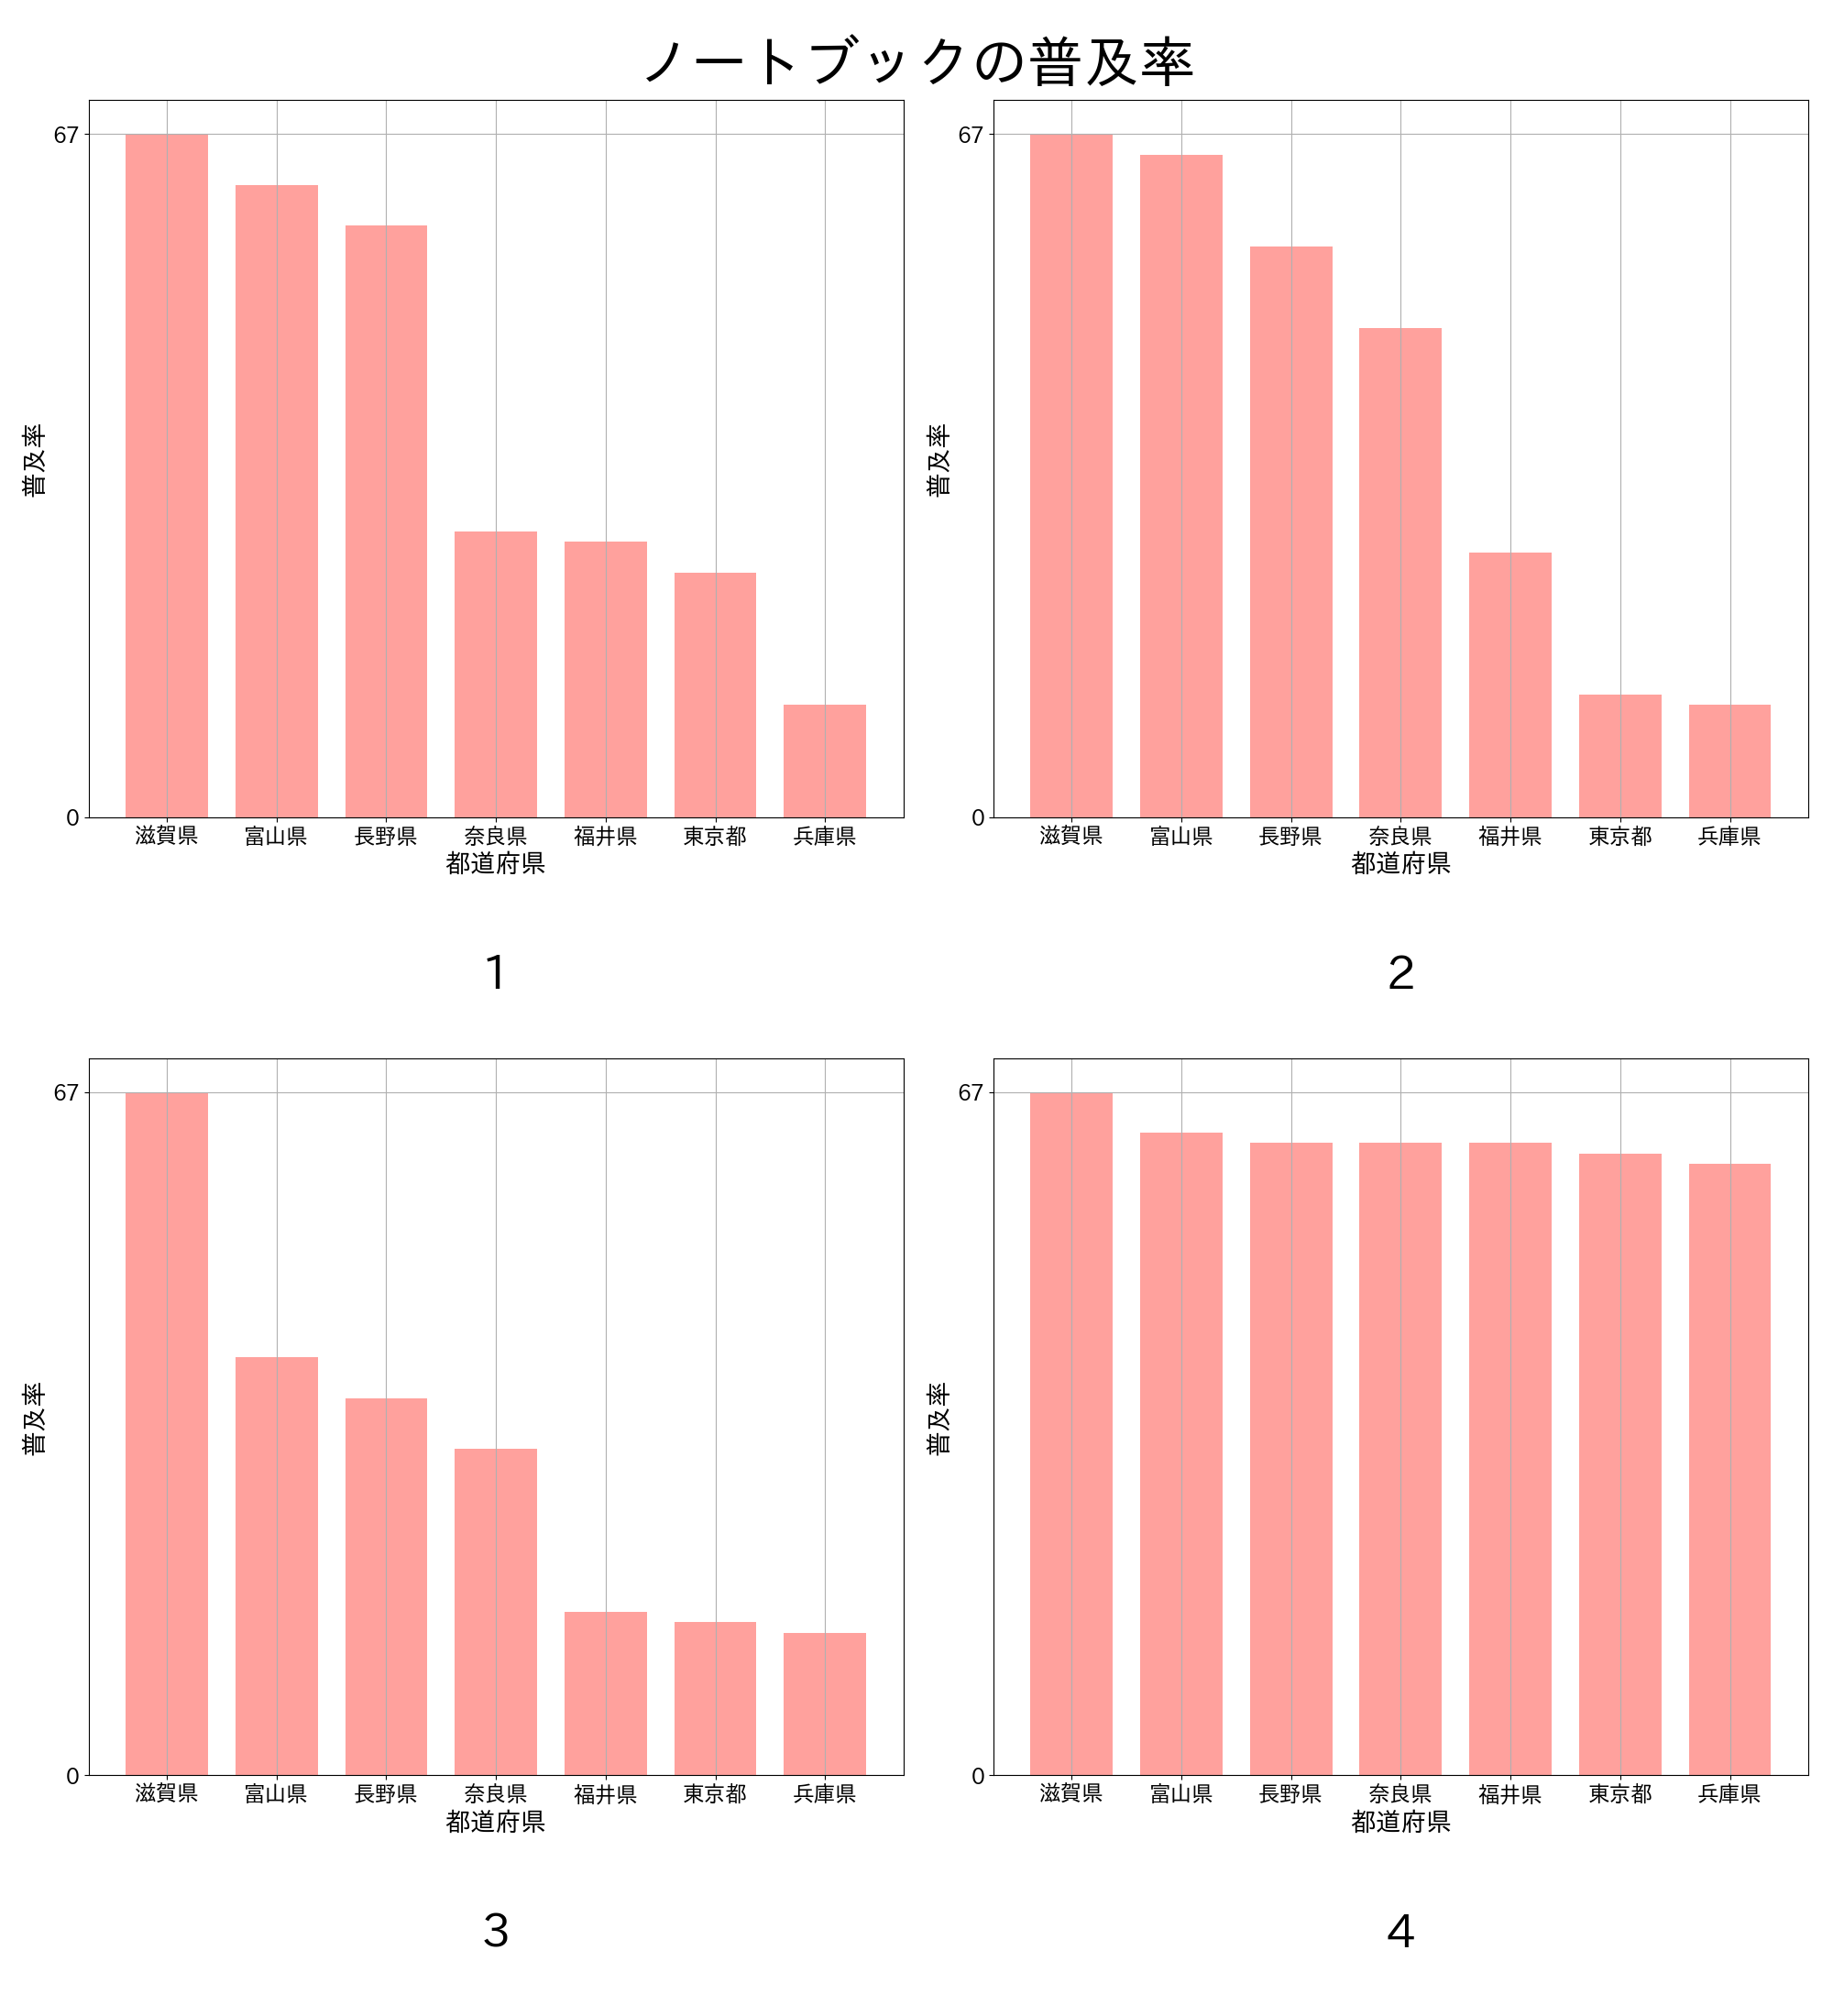 ノートブックの普及率
67
0
普及率
滋賀県 富山県 長野県 奈良県 福井県 東京都 兵庫県
都道府県
1
67
0
普及率
滋賀県 富山県 長野県 奈良県 福井県 東京都 兵庫県
都道府県
2
67
0
普及率
滋賀県 富山県 長野県 奈良県 福井県 東京都 兵庫県
都道府県
3
67
0
普及率
滋賀県 富山県 長野県 奈良県 福井県 東京都 兵庫県
都道府県
4